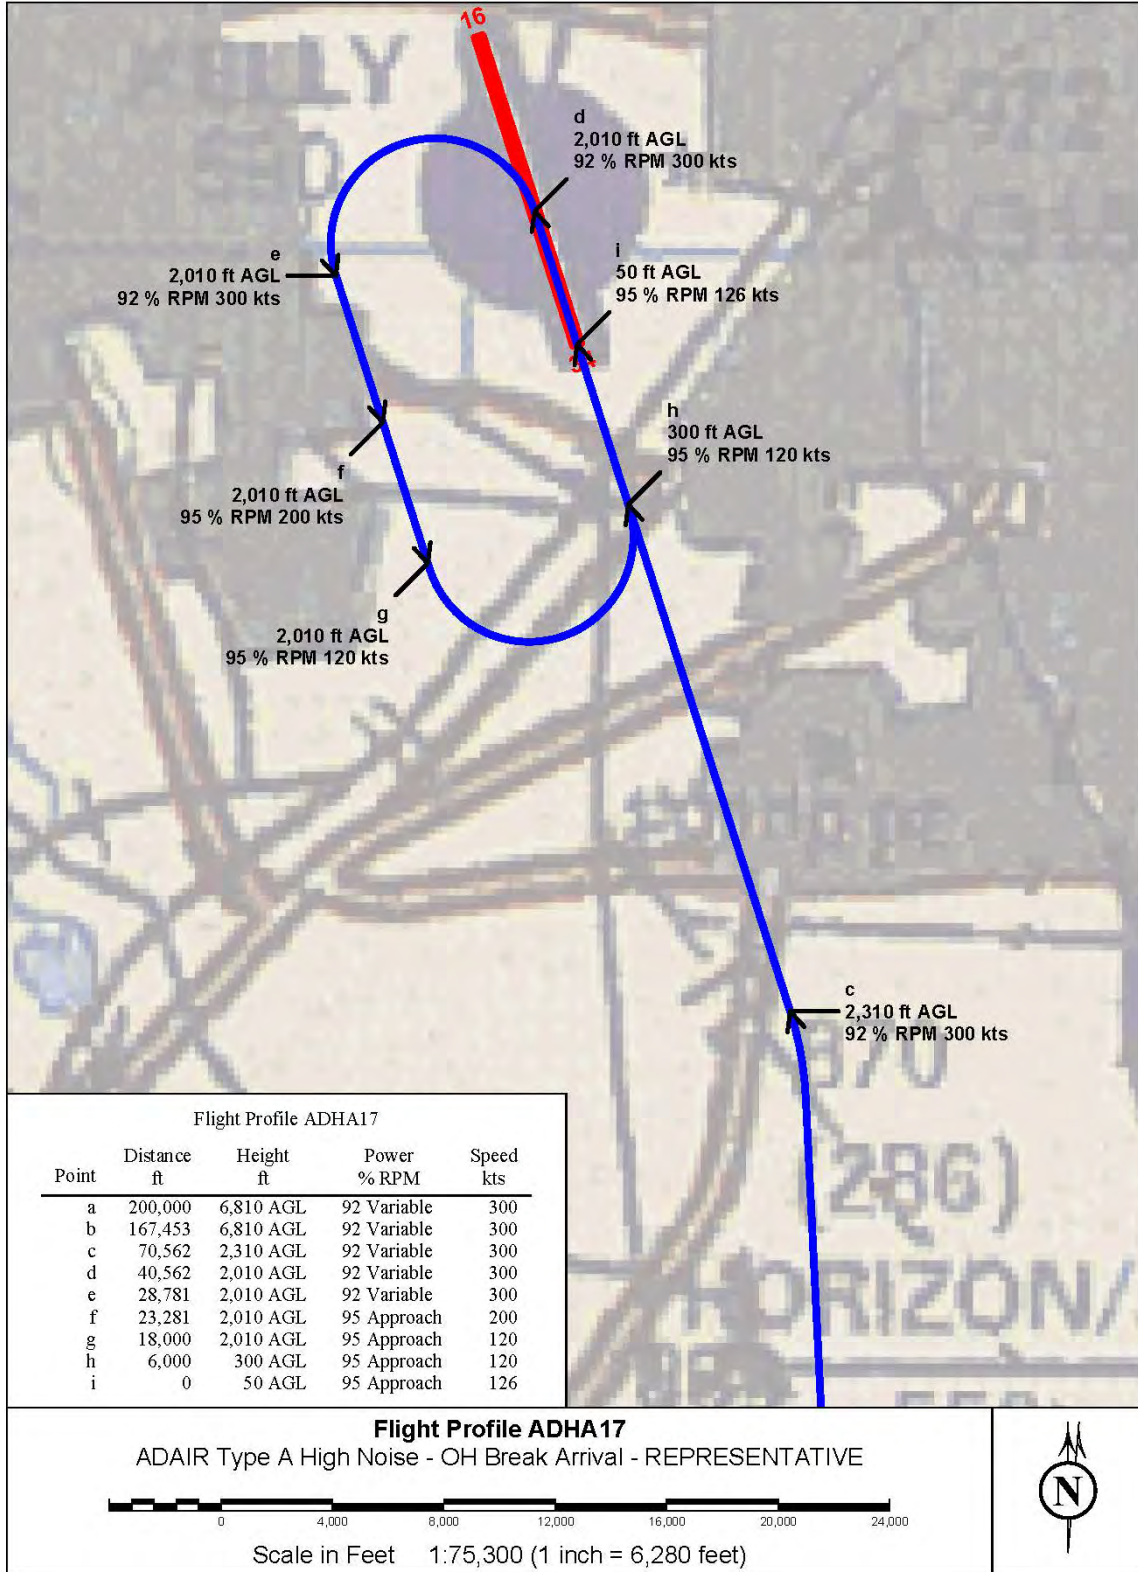 16
d
2,010 ft AGL
92 % RPM 300 kts
i
50 ft AGL
95 % RPM 126 kts
e
2,010 ft AGL
92 % RPM 300 kts
h
300 ft AGL
95 % RPM 120 kts
f
2,010 ft AGL
95 % RPM 200 kts
g
2,010 ft AGL
95 % RPM 120 kts
c
2,310 ft AGL
92 % RPM 300 kts
870
(286)
HORIZON/
Flight Profile ADHA17
Point Distance ft Height ft Power % RPM Speed kts
a 200,000 6,810 AGL 92 Variable 300
b 167,453 6,810 AGL 92 Variable 300
c 70,562 2,310 AGL 92 Variable 300
d 40,562 2,010 AGL 92 Variable 300
e 28,781 2,010 AGL 92 Variable 300
f 23,281 2,010 AGL 95 Approach 200
g 18,000 2,010 AGL 95 Approach 120
h 6,000 300 AGL 95 Approach 120
i 0 50 AGL 95 Approach 126
Flight Profile ADHA17
ADAIR Type A High Noise - OH Break Arrival - REPRESENTATIVE
0 4,000 8,000 12,000 16,000 20,000 24,000
Scale in Feet 1:75,300 (1 inch = 6,280 feet)
N